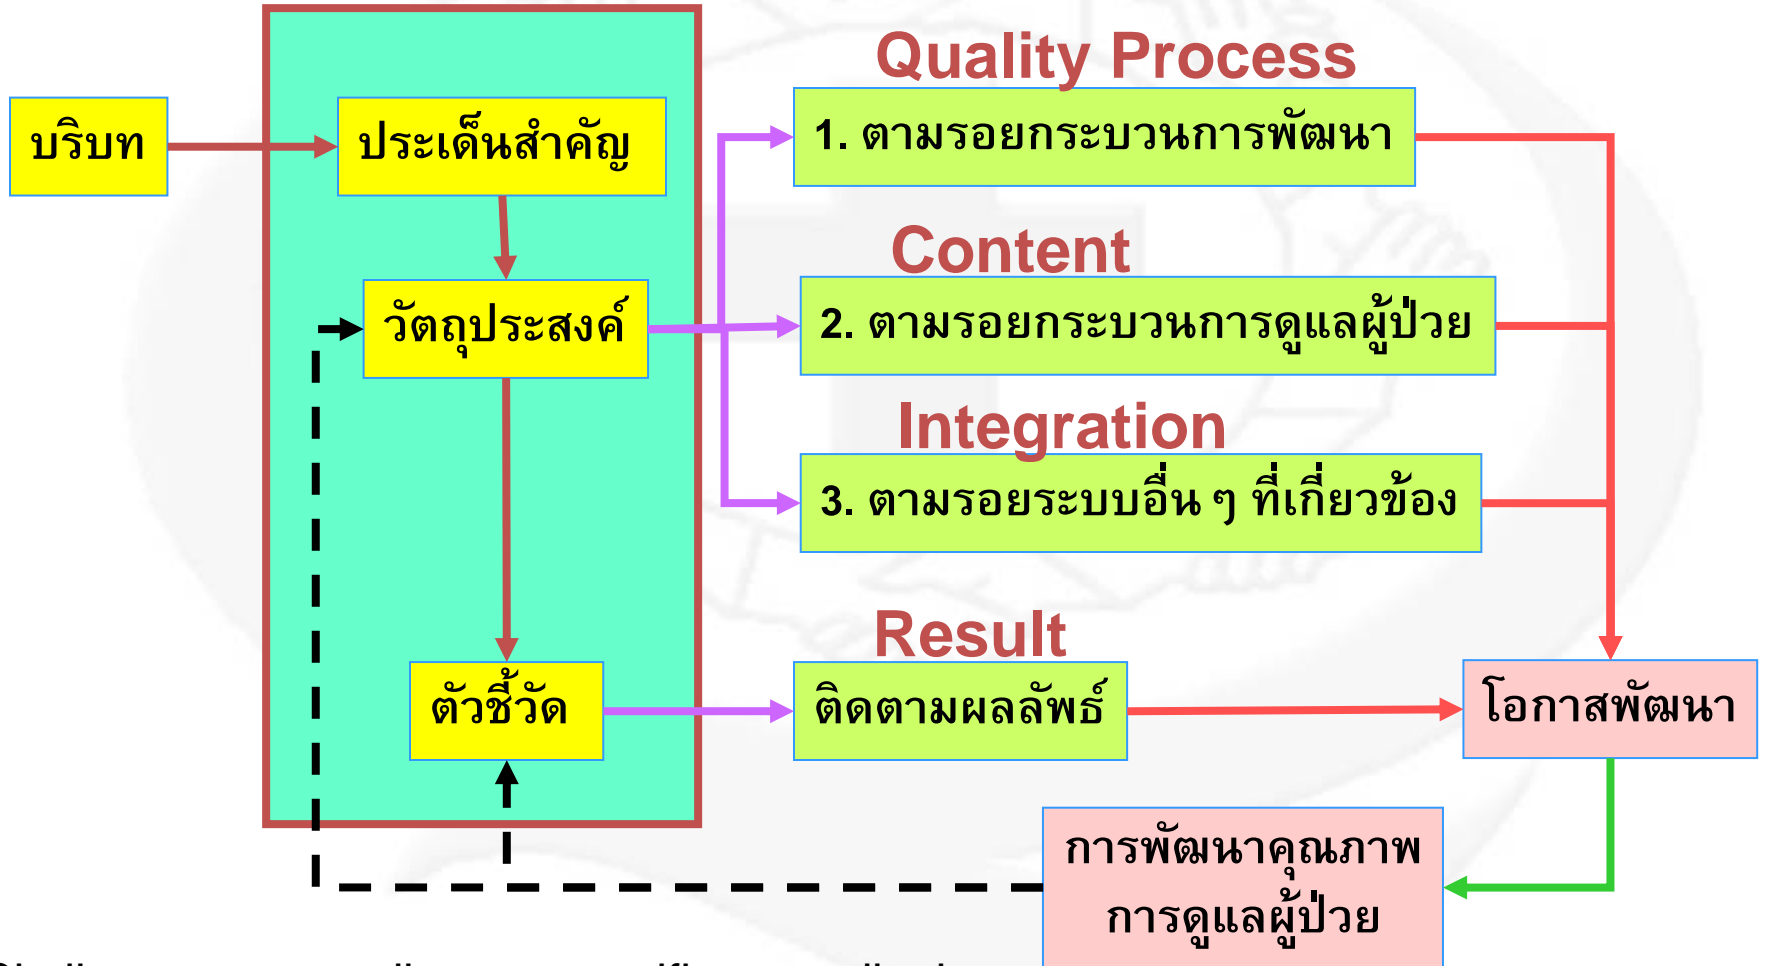 Quality Process
บริบท
ประเด็นสำคัญ
1. ตามรอยกระบวนการพัฒนา
Content
วัตถุประสงค์
2. ตามรอยกระบวนการดูแลผู้ป่วย
Integration
3. ตามรอยระบบอื่น ๆ ที่เกี่ยวข้อง
Result
ตัวชี้วัด
ติดตามผลลัพธ์
โอกาสพัฒนา
การพัฒนาคุณภาพ
การดูแลผู้ป่วย